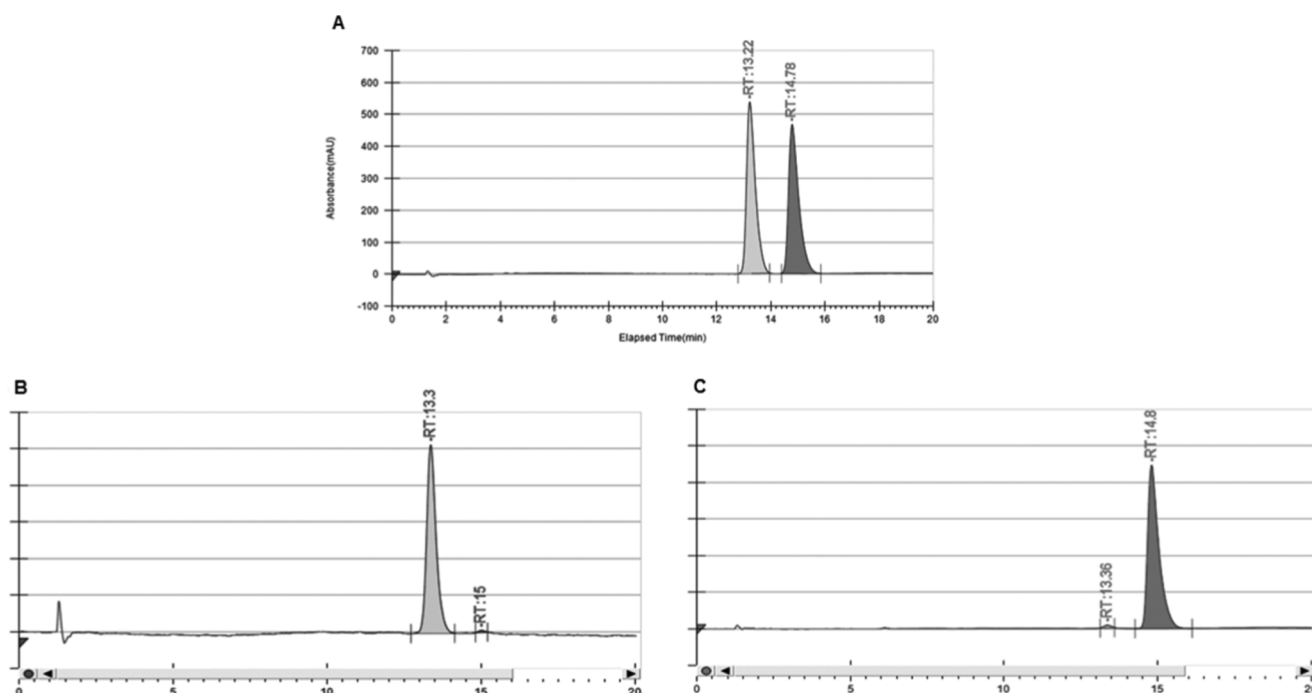 A
700
600
500
400
300
200
100
0
-100
Absorbance(mAU)
RT:13.22
RT:14.78
0 2 4 6 8 10 12 14 16 18 20
Elapsed Time(min)
B
RT:13.3
RT:15
0 5 10 15 20
C
RT:13.36
RT:14.8
0 5 10 15